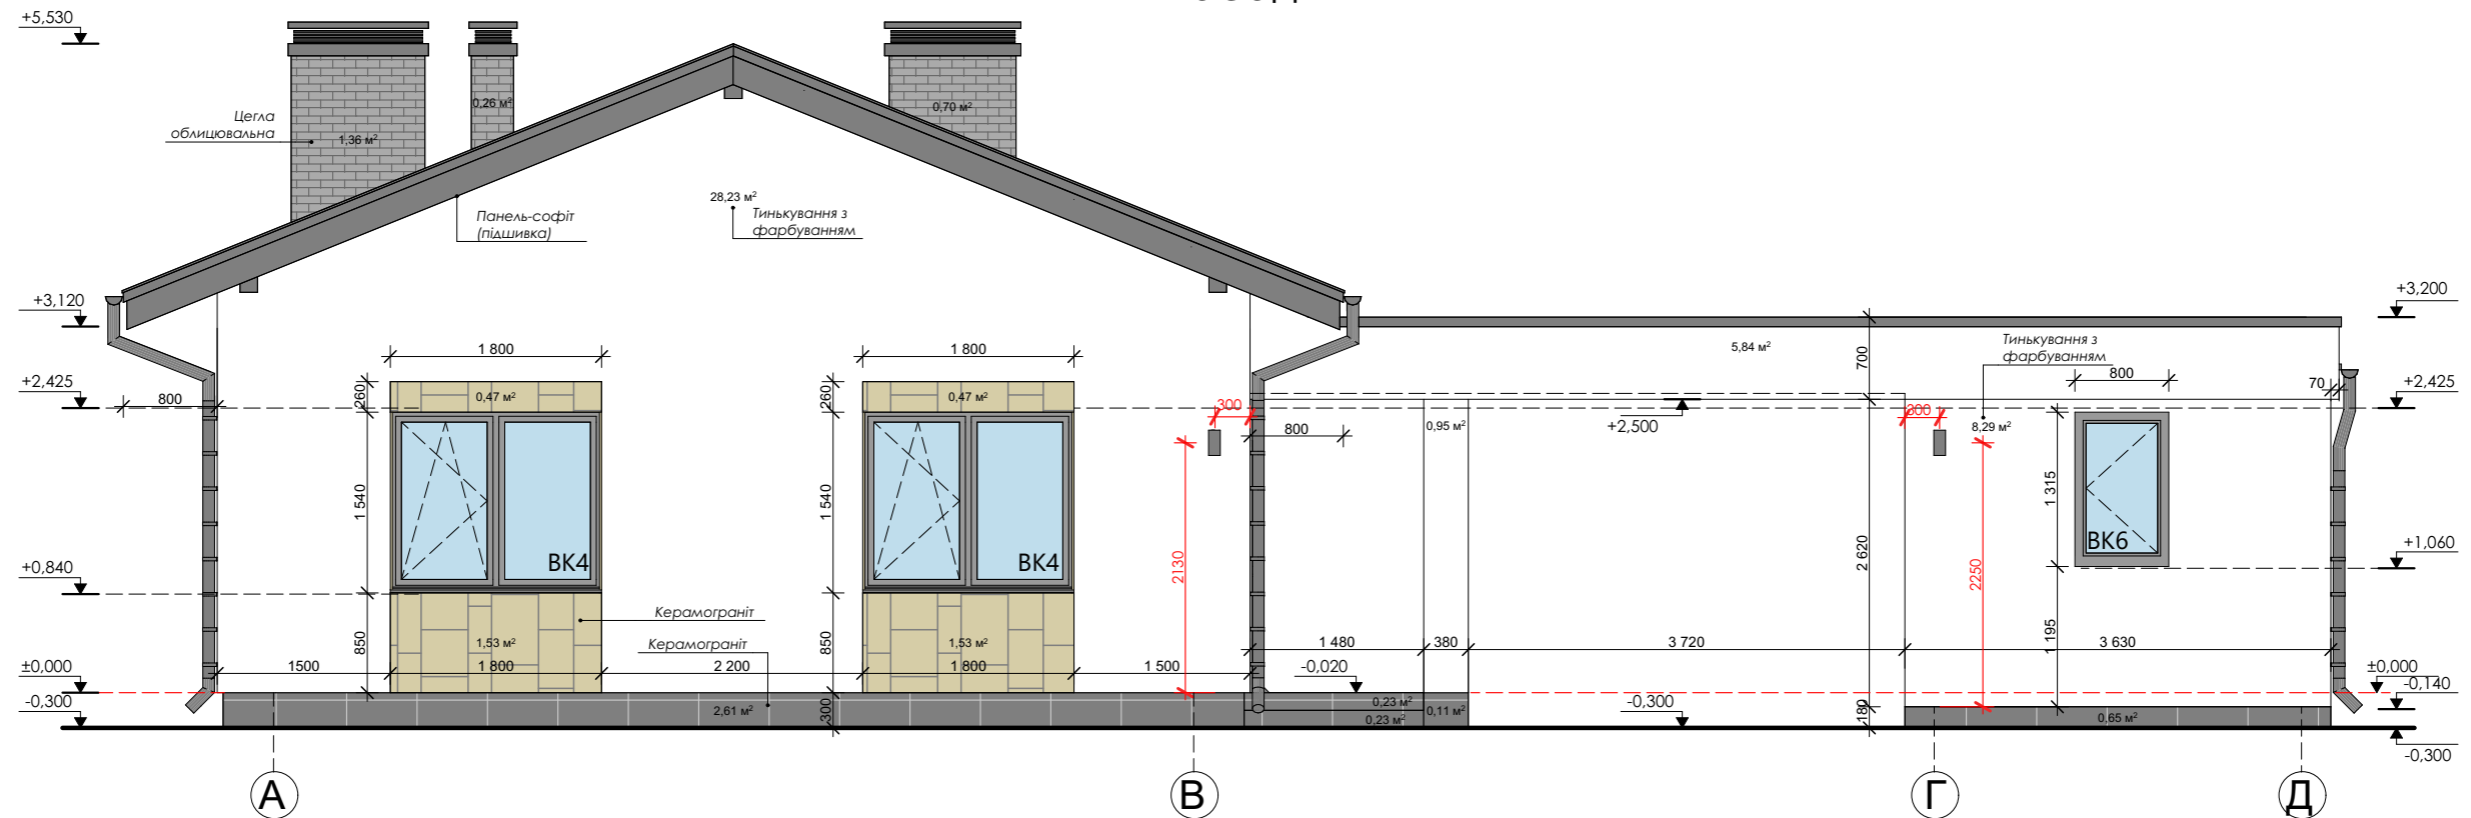 +5,530
0,26 м²
0,70 м²
Цегла
облицювальна
1,36 м²
28,23 м²
Тинькування з
фарбуванням
Панель-софіт
(підшивка)
+3,120
+3,200
1 800
1 800
5,84 м²
700
Тинькування з
фарбуванням
800
70
+2,425
800
260
0,47 м²
260
0,47 м²
300
800
0,95 м²
+2,500
300
8,29 м²
+2,425
1 540
1 540
1 315
ВК4
ВК4
ВК6
2130
2 620
2250
+0,840
+1,060
Керамограніт
Керамограніт
850
1,53 м²
850
1,53 м²
1 480
380
3 720
1 195
3 630
±0,000
1500
1 800
2 200
1 800
1 500
-0,020
±0,000
-0,300
2,61 м²
300
0,23 м²
0,23 м²
0,11 м²
-0,300
180
0,65 м²
-0,140
-0,300
А
В
Г
Д